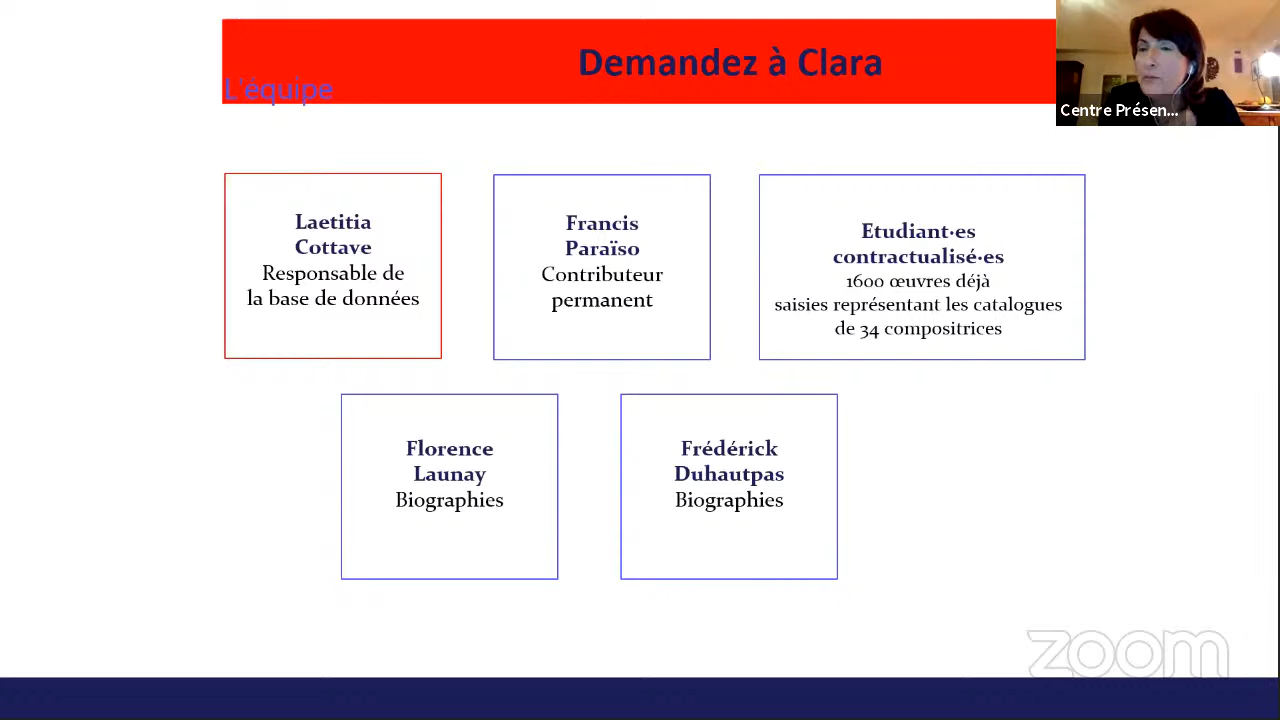 Demandez à Clara
L'équipe
Centre Présen...
Laetitia
Cottave
Responsable de
la base de données
Francis
Paraïso
Contributeur
permanent
Etudiant·es
contractualisé·es
1600 œuvres déjà
saisies représentant les catalogues
de 34 compositrices
Florence
Launay
Biographies
Frédérick
Duhautpas
Biographies
zoom